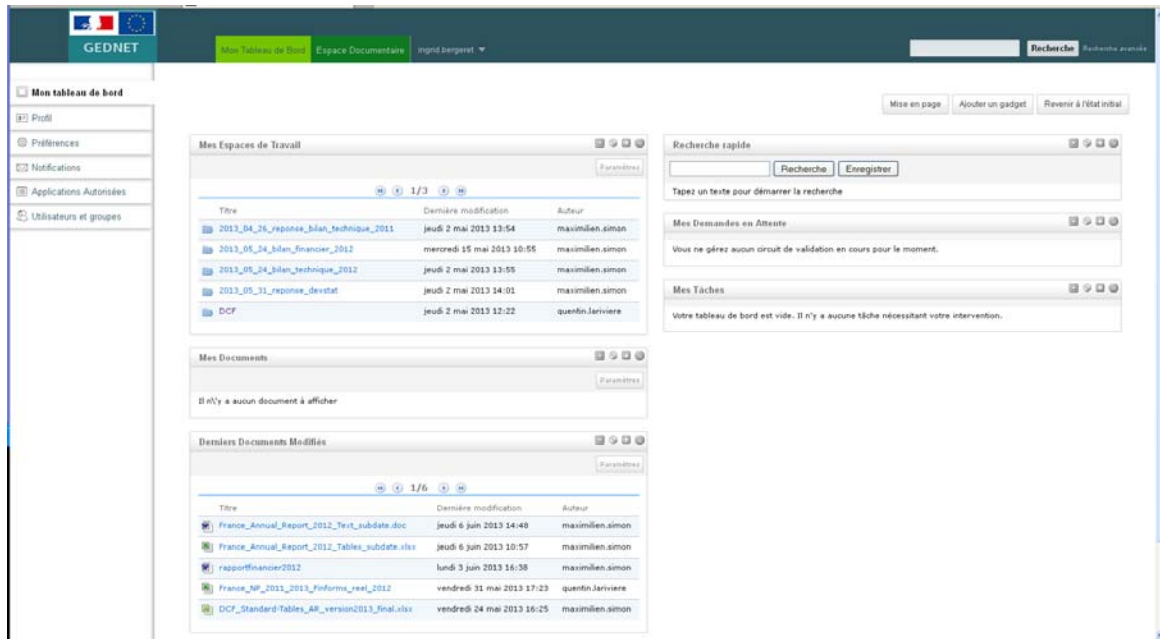 GEDNET
Mon Tableau de Bord Espace Documentaire ingrid.bergeret Recherche Recherche avancée
Mon tableau de bord
Profil
Préférences
Notifications
Applications Autorisées
Utilisateurs et groupes
Mise en page Ajouter un gadget Revenir à l'état initial
Mes Espaces de Travail
Paramètres
1/3
Titre Dernière modification Auteur
2013_04_26_reponse_bilan_technique_2011 jeudi 2 mai 2013 13:54 maximilien.simon
2013_05_24_bilan_financier_2012 mercredi 15 mai 2013 10:55 maximilien.simon
2013_05_24_bilan_technique_2012 jeudi 2 mai 2013 13:55 maximilien.simon
2013_05_31_reponse_devstat jeudi 2 mai 2013 14:01 maximilien.simon
DCF jeudi 2 mai 2013 12:22 quentin.lariviere
Mes Documents
Paramètres
Il n\'y a aucun document à afficher
Derniers Documents Modifiés
Paramètres
1/6
Titre Dernière modification Auteur
France_Annual_Report_2012_Text_subdate.doc jeudi 6 juin 2013 14:48 maximilien.simon
France_Annual_Report_2012_Tables_subdate.xlsx jeudi 6 juin 2013 10:57 maximilien.simon
rapportfinancier2012 lundi 3 juin 2013 16:38 maximilien.simon
France_NP_2011_2013_Finforms_reel_2012 vendredi 31 mai 2013 17:23 quentin.lariviere
DCF_Standard-Tables_AR_version2013_final.xlsx vendredi 24 mai 2013 16:25 maximilien.simon
Recherche rapide
Recherche Enregistrer
Tapez un texte pour démarrer la recherche
Mes Demandes en Attente
Vous ne gérez aucun circuit de validation en cours pour le moment.
Mes Tâches
Votre tableau de bord est vide. Il n'y a aucune tâche nécessitant votre intervention.